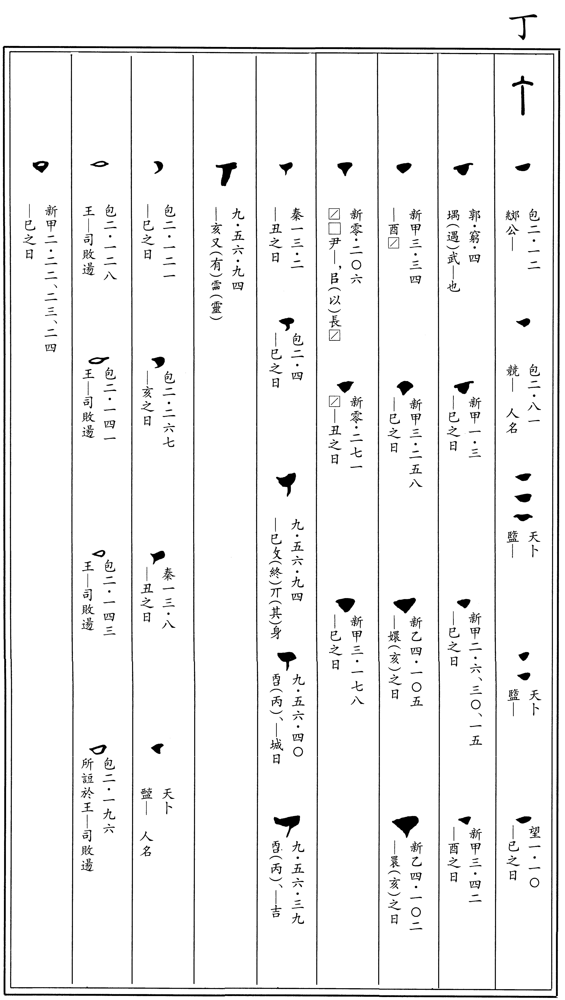 丁
包二·一二
公—
包二·八一
競— 人名
天卜
盬—
天卜
盬—
望一·一〇
—巳之日
郭·窮·四
堣(遇)武—也
新甲一·三
—巳之日
新甲二·六、三〇、一五
—巳之日
新甲三·四二
—酉之日
新甲三·三四
—酉☒
新甲三·二五八
—巳之日
新乙四·一〇五
—嬛(亥)之日
新乙四·一〇二
—睘(亥)之日
新零·二〇六
☒□尹—，㠯(以)長☒
新零·二七一
☒—丑之日
新甲三·一七八
—巳之日
秦一三·二
—丑之日
包二·四
—巳之日
九·五六·九四
—巳夂(終)丌(其)身
九·五六·四〇
(丙)、—城日
九·五六·三九
(丙)、—吉
九·五六·九四
—亥又(有)霝(靈)
包二·一二一
—巳之日
包二·二六七
—亥之日
秦一三·八
—丑之日
天卜
— 人名
包二·一二八
王—司敗逿
包二·一四一
王—司敗逿
包二·一四三
王—司敗逿
包二·一九六
所詎於王—司敗逿
新甲二·二二、二三、二四
—巳之日